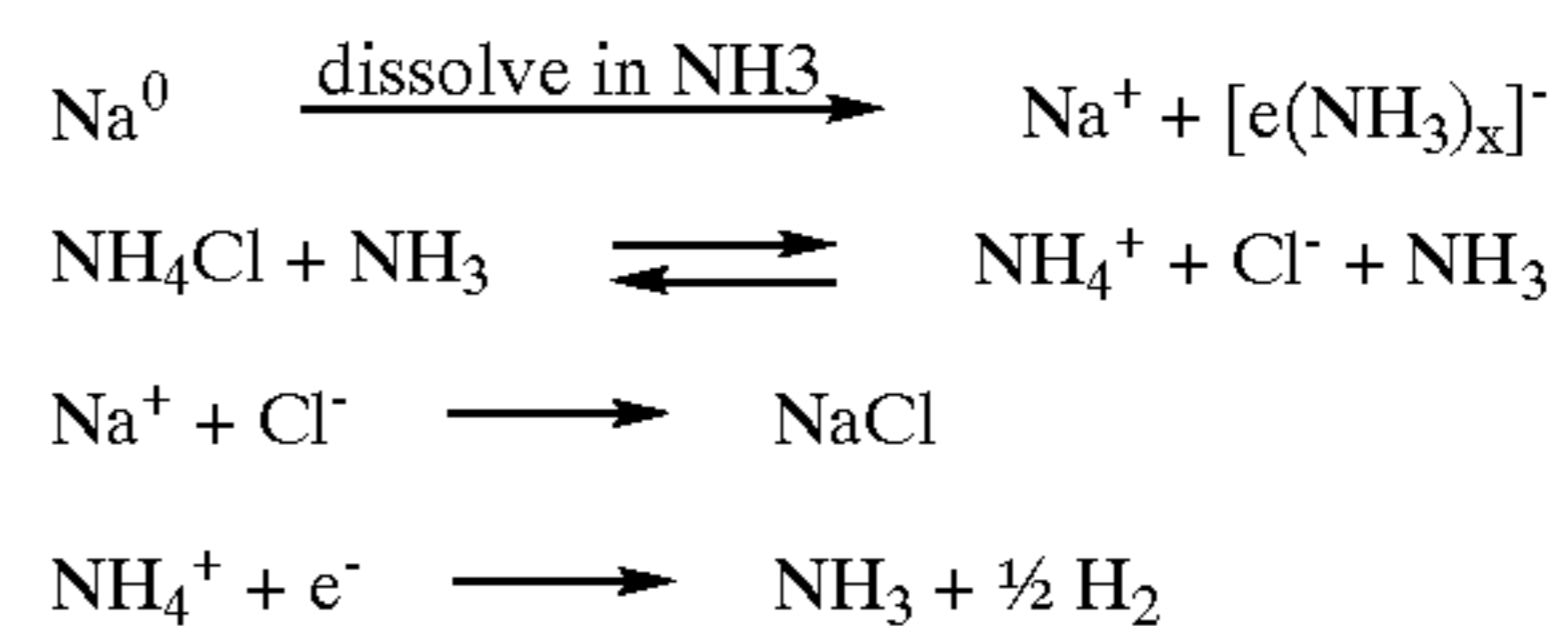 Na⁰ dissolve in NH3 Na⁺ + [e(NH₃)ₓ]⁻
NH₄Cl + NH₃ ⇌ NH₄⁺ + Cl⁻ + NH₃
Na⁺ + Cl⁻ → NaCl
NH₄⁺ + e⁻ → NH₃ + ½ H₂